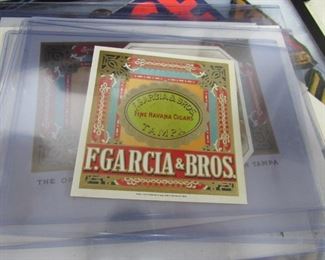 F. GARCIA & BROS.
FINE HAVANA CIGARS
TAMPA
F. GARCIA & BROS.
THE
TAMPA